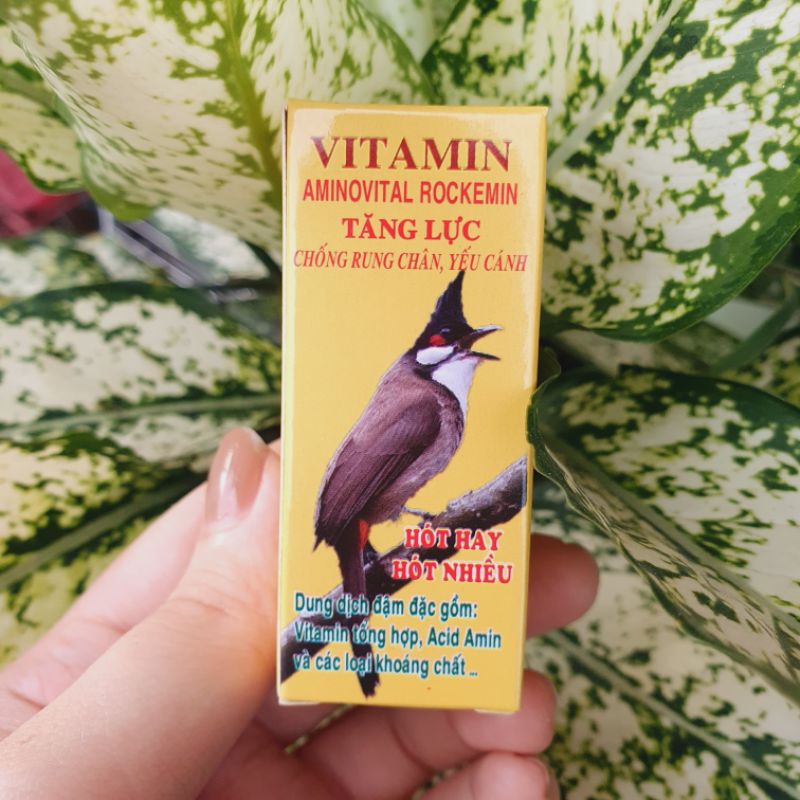 VITAMIN
AMINOVITAL ROCKEMIN
TĂNG LỰC
CHỐNG RUNG CHÂN, YẾU CÁNH
HÓT HAY
HÓT NHIỀU
Dung dịch đậm đặc gồm:
Vitamin tổng hợp, Acid Amin
và các loại khoáng chất ...